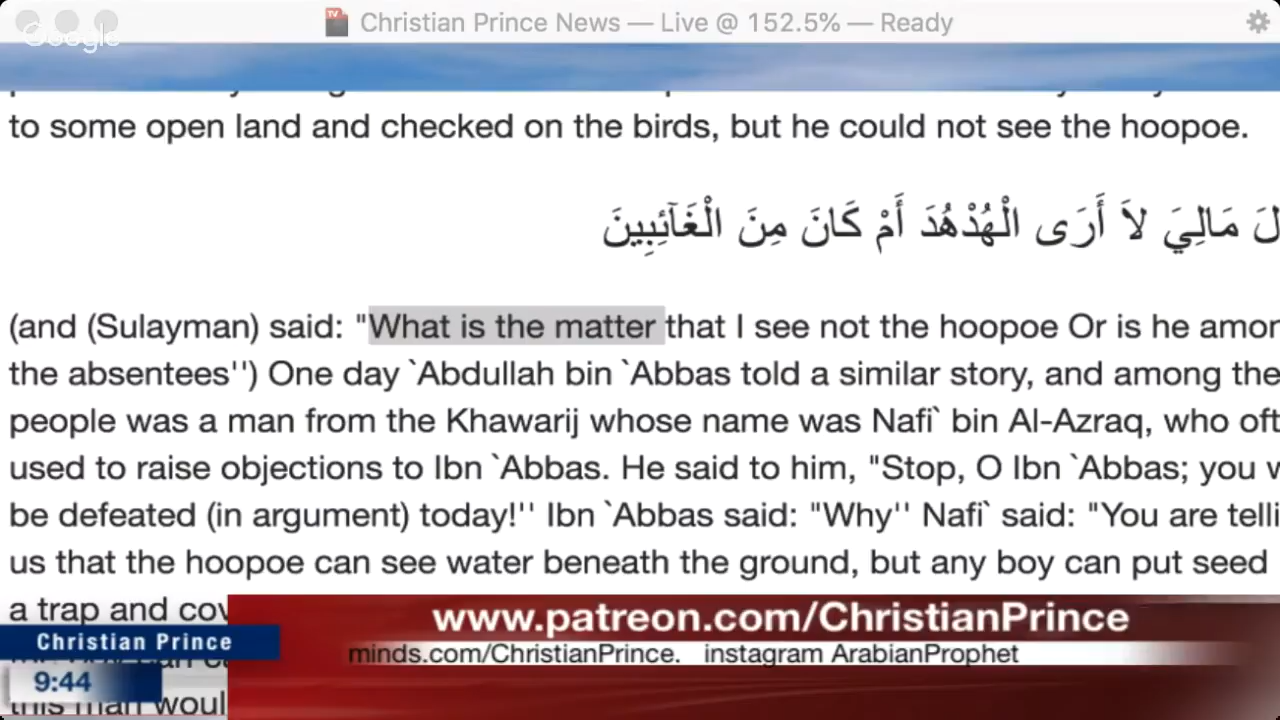 Google
Christian Prince News — Live @ 152.5% — Ready
to some open land and checked on the birds, but he could not see the hoopoe.
لَ مَالِيَ لاَ أَرَى الْهُدْهُدَ أَمْ كَانَ مِنَ الْغَآئِبِينَ
(and (Sulayman) said: "What is the matter that I see not the hoopoe Or is he amon
the absentees'') One day `Abdullah bin `Abbas told a similar story, and among the
people was a man from the Khawarij whose name was Nafi` bin Al-Azraq, who oft
used to raise objections to Ibn `Abbas. He said to him, "Stop, O Ibn `Abbas; you w
be defeated (in argument) today!'' Ibn `Abbas said: "Why'' Nafi` said: "You are telli
us that the hoopoe can see water beneath the ground, but any boy can put seed
a trap and cov
www.patreon.com/ChristianPrince
Christian Prince
minds.com/ChristianPrince. instagram ArabianProphet
9:44
this man woul